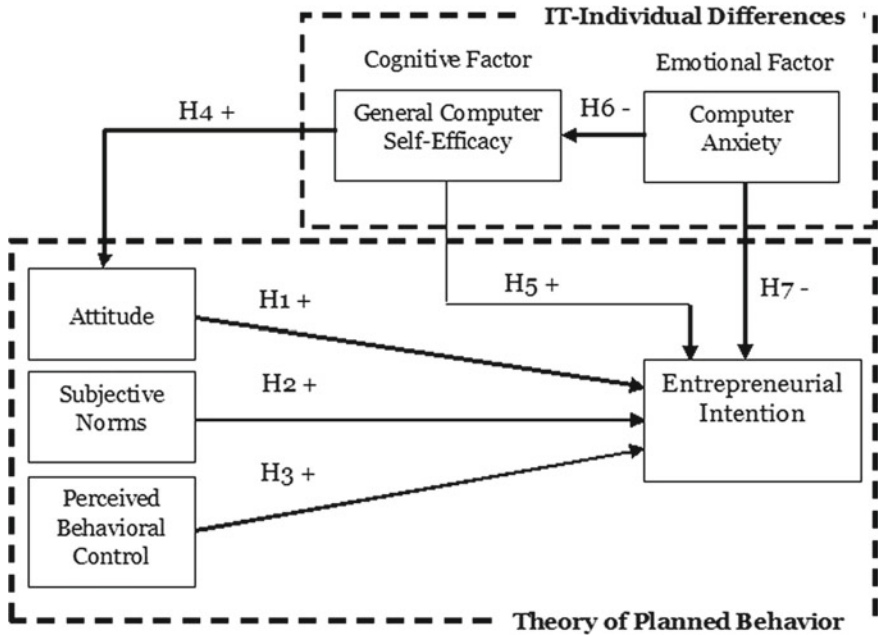 IT-Individual Differences
Cognitive Factor
Emotional Factor
General Computer
Self-Efficacy
H6 -
Computer
Anxiety
H4 +
H5 +
H7 -
Attitude
H1 +
Subjective
Norms
H2 +
Entrepreneurial
Intention
Perceived
Behavioral
Control
H3 +
Theory of Planned Behavior